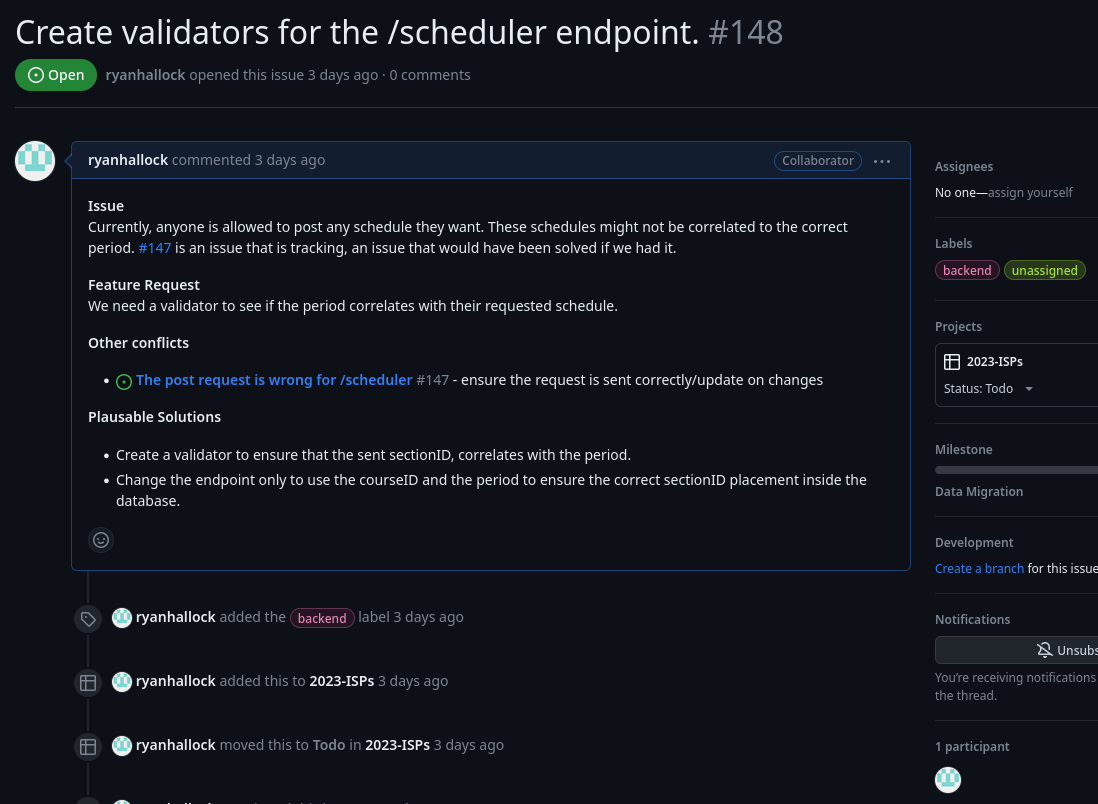 Create validators for the /scheduler endpoint. #148
Open
ryanhallock opened this issue 3 days ago · 0 comments
ryanhallock commented 3 days ago
Collaborator
Issue
Currently, anyone is allowed to post any schedule they want. These schedules might not be correlated to the correct
period. #147 is an issue that is tracking, an issue that would have been solved if we had it.
Feature Request
We need a validator to see if the period correlates with their requested schedule.
Other conflicts
• The post request is wrong for /scheduler #147 - ensure the request is sent correctly/update on changes
Plausable Solutions
• Create a validator to ensure that the sent sectionID, correlates with the period.
• Change the endpoint only to use the courseID and the period to ensure the correct sectionID placement inside the
database.
ryanhallock added the backend label 3 days ago
ryanhallock added this to 2023-ISPs 3 days ago
ryanhallock moved this to Todo in 2023-ISPs 3 days ago
Assignees
No one—assign yourself
Labels
backend unassigned
Projects
2023-ISPs
Status: Todo
Milestone
Data Migration
Development
Create a branch for this issue
Notifications
Unsubs
You're receiving notifications
the thread.
1 participant